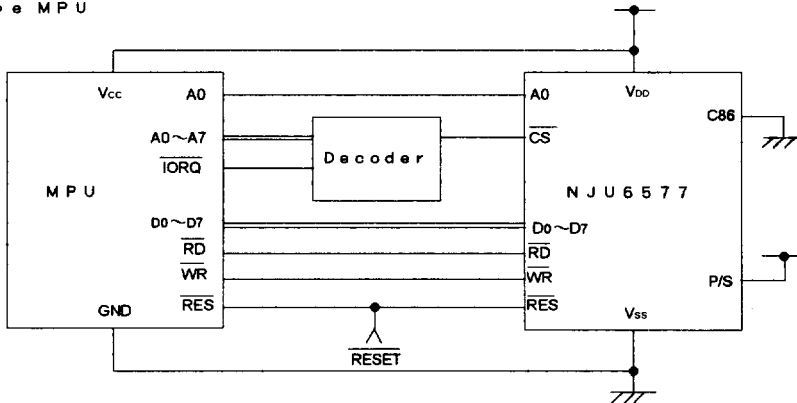 e MPU
Vcc
A0
A0
VDD
C86
A0~A7
Decoder
CS
IORQ
MPU
NJU6577
D0~D7
D0~D7
RD
RD
WR
WR
P/S
GND
RES
RES
Vss
RESET